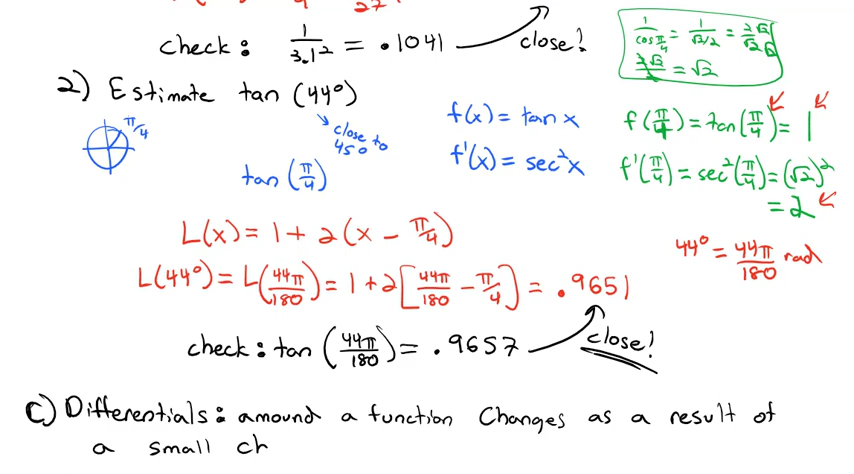 27
check: 1/3.1² = .1041 close!
1/cos π/4 = 1/√2/2 = 2√2/√2√2
2√2/2 = √2
2) Estimate tan (44°)
π/4
close to
45°
tan (π/4)
f(x) = tan x
f'(x) = sec²x
f(π/4) = tan(π/4) = 1
f'(π/4) = sec²(π/4) = (√2)²
= 2
L(x) = 1 + 2(x - π/4)
44° = 44π/180 rad
L(44°) = L(44π/180) = 1 + 2[44π/180 - π/4] = .9651
check: tan (44π/180) = .9657 close!
C) Differentials: amound a function changes as a result of
a small ch